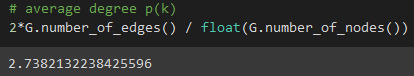 # average degree p(k)
2*G.number_of_edges() / float(G.number_of_nodes())
2.7382132238425596